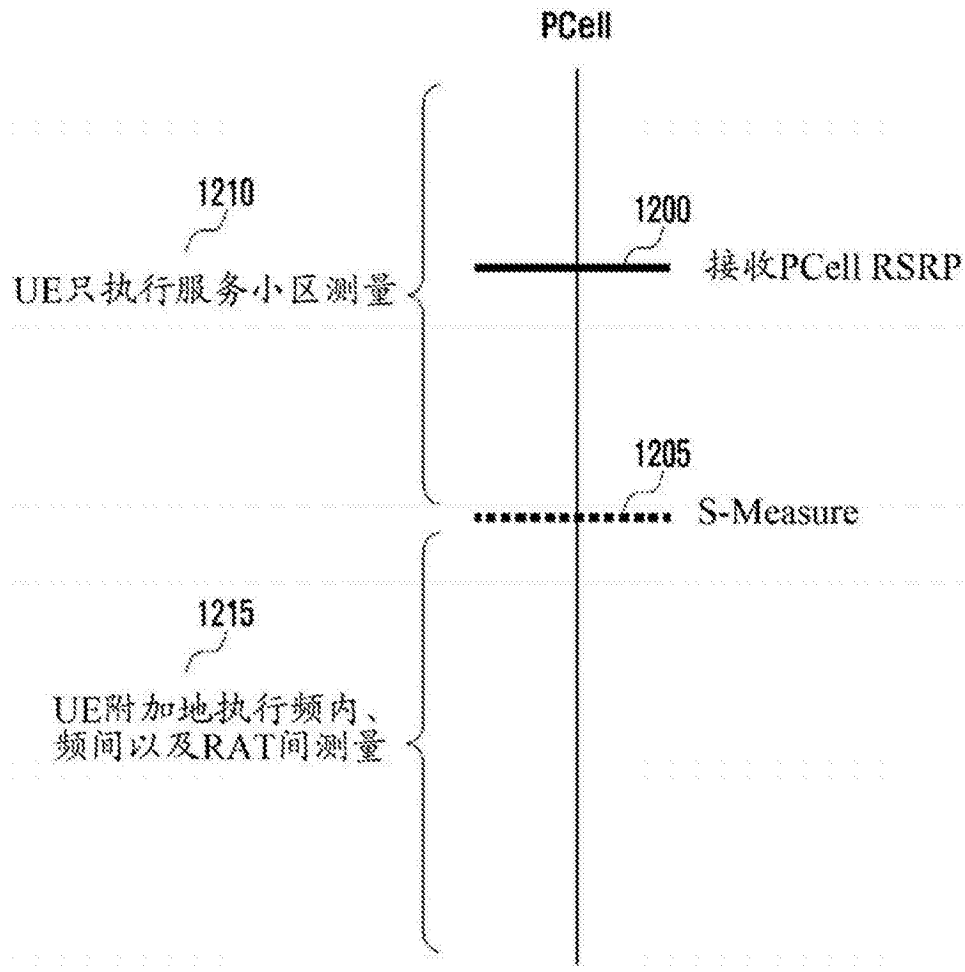 PCell
1210
1200
UE只执行服务小区测量
接收PCell RSRP
1205
S-Measure
1215
UE附加地执行频内、
频间以及RAT间测量